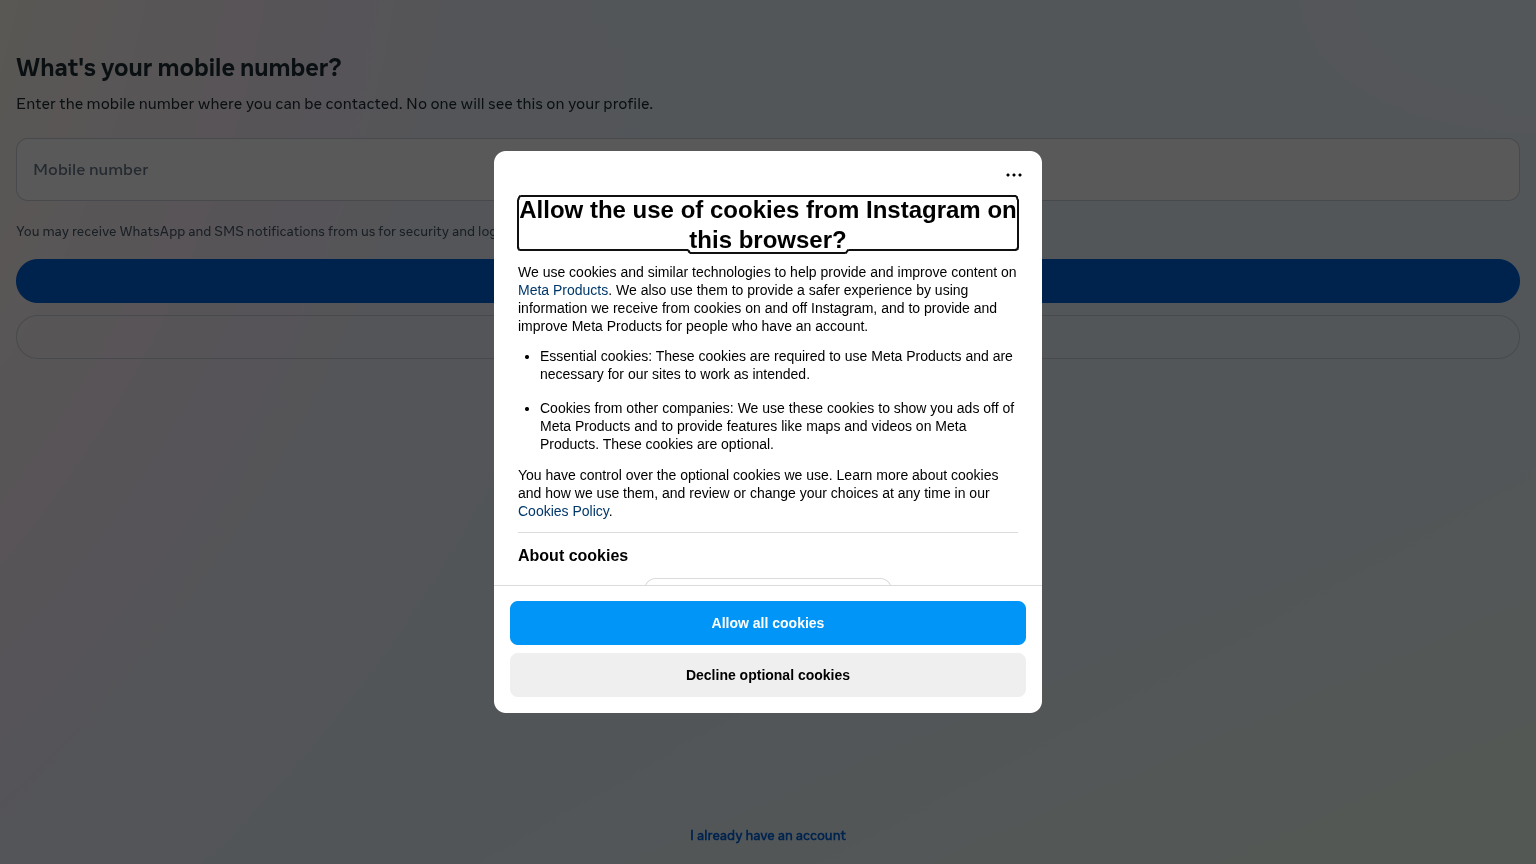 What's your mobile number?
Enter the mobile number where you can be contacted. No one will see this on your profile.
Mobile number
You may receive WhatsApp and SMS notifications from us for security and
Allow the use of cookies from Instagram on
this browser?
We use cookies and similar technologies to help provide and improve content on
Meta Products. We also use them to provide a safer experience by using
information we receive from cookies on and off Instagram, and to provide and
improve Meta Products for people who have an account.
• Essential cookies: These cookies are required to use Meta Products and are
necessary for our sites to work as intended.
• Cookies from other companies: We use these cookies to show you ads off of
Meta Products and to provide features like maps and videos on Meta
Products. These cookies are optional.
You have control over the optional cookies we use. Learn more about cookies
and how we use them, and review or change your choices at any time in our
Cookies Policy.
About cookies
Allow all cookies
Decline optional cookies
I already have an account